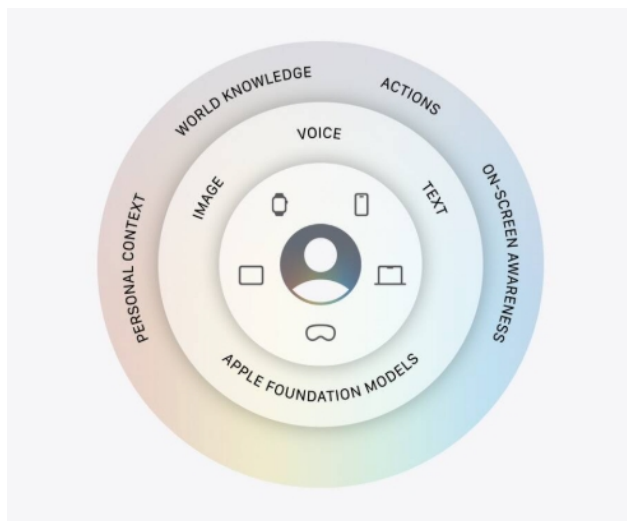 WORLD KNOWLEDGE
ACTIONS
PERSONAL CONTEXT
ON-SCREEN AWARENESS
VOICE
IMAGE
TEXT
APPLE FOUNDATION MODELS